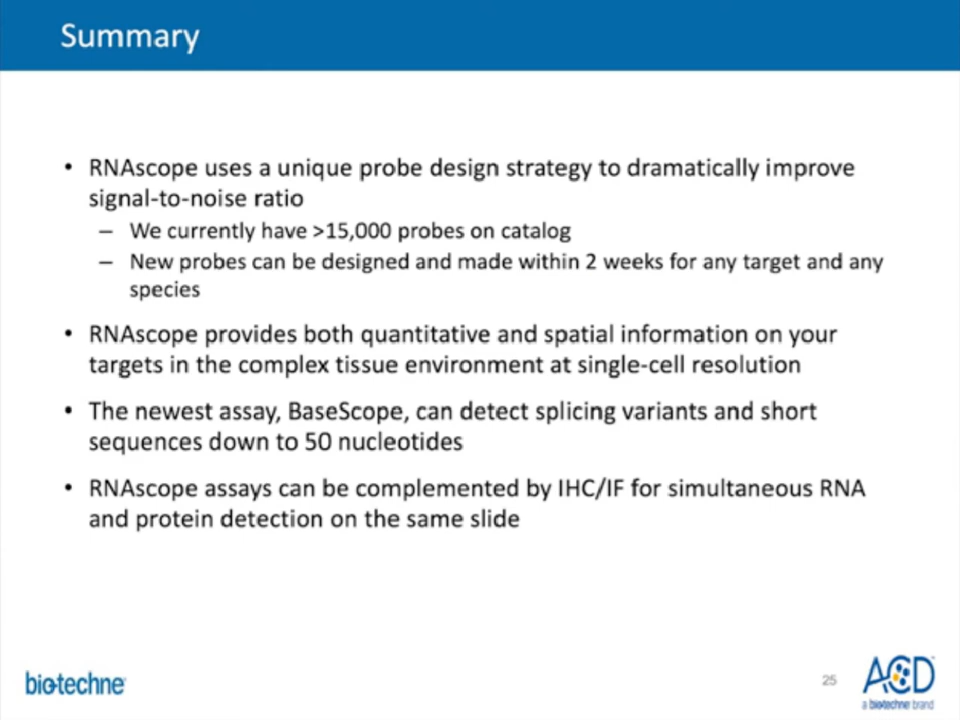 Summary
• RNAscope uses a unique probe design strategy to dramatically improve
signal-to-noise ratio
– We currently have >15,000 probes on catalog
– New probes can be designed and made within 2 weeks for any target and any
species
• RNAscope provides both quantitative and spatial information on your
targets in the complex tissue environment at single-cell resolution
• The newest assay, BaseScope, can detect splicing variants and short
sequences down to 50 nucleotides
• RNAscope assays can be complemented by IHC/IF for simultaneous RNA
and protein detection on the same slide
bio-techne
25
ACD
a biotechne brand